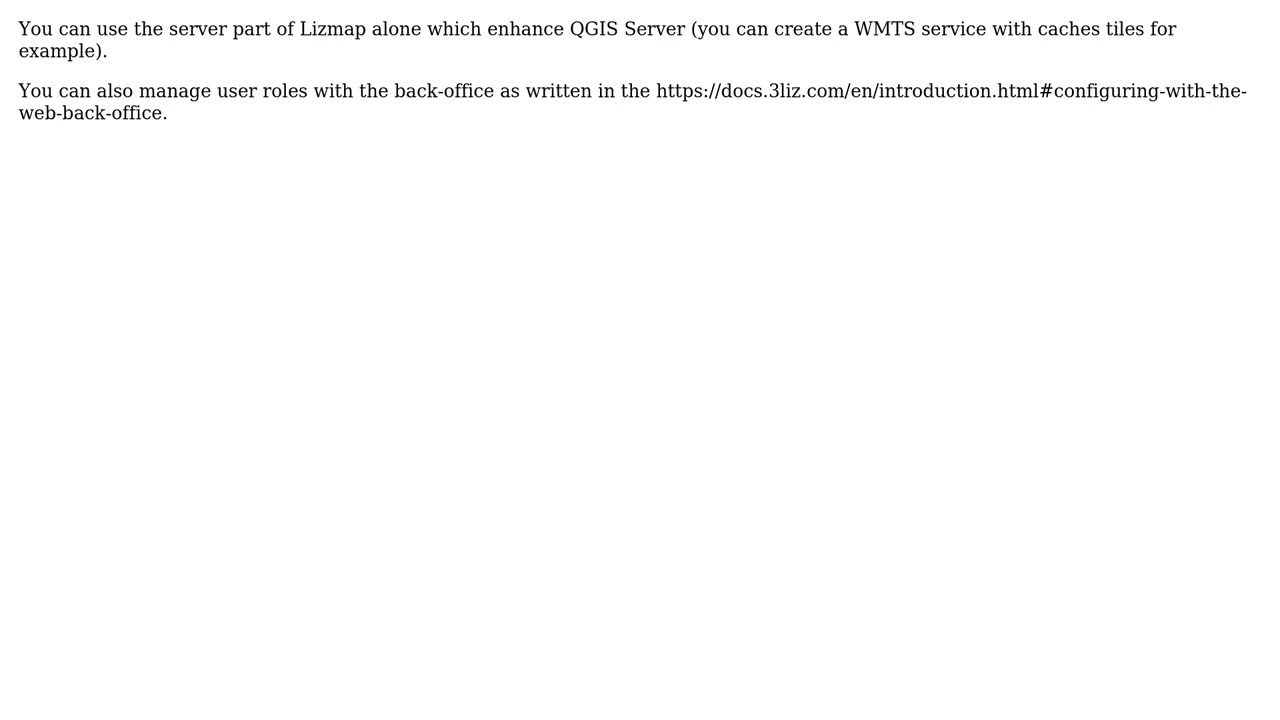 You can use the server part of Lizmap alone which enhance QGIS Server (you can create a WMTS service with caches tiles for
example).
You can also manage user roles with the back-office as written in the https://docs.3liz.com/en/introduction.html#configuring-with-the-
web-back-office.